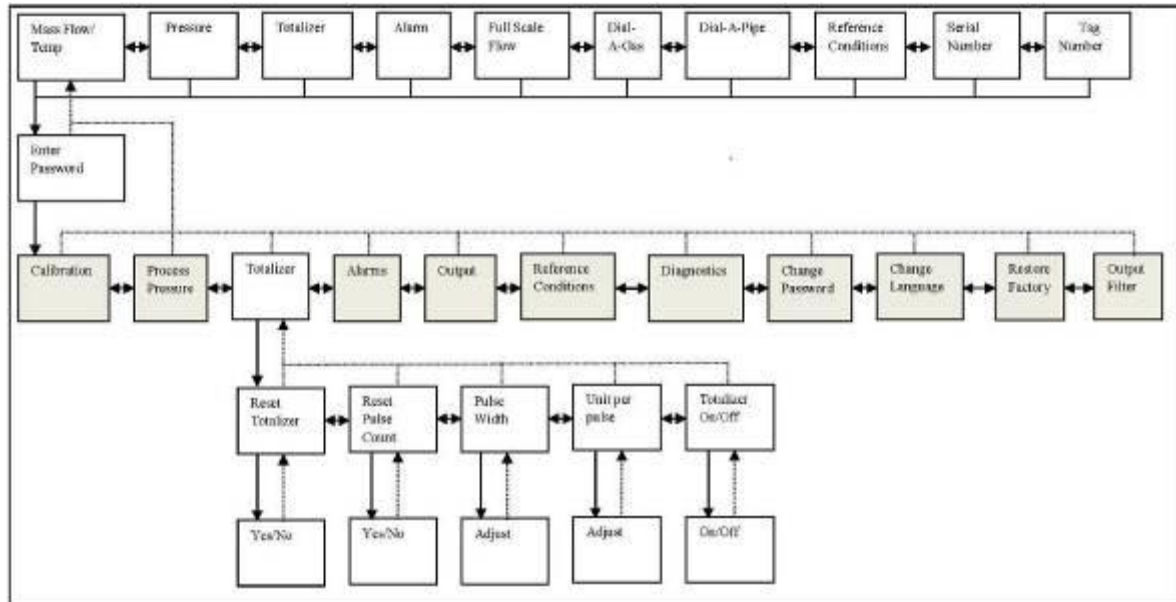 Mass Flow/
Temp
Pressure
Totalizer
Alarm
Full Scale
Flow
Dial-
A-Gas
Dial-A-Pipe
Reference
Conditions
Serial
Number
Tag
Number
Enter
Password
Calibration
Process
Pressure
Totalizer
Alarms
Output
Reference
Conditions
Diagnostics
Change
Password
Change
Language
Restore
Factory
Output
Filter
Reset
Totalizer
Reset
Pulse
Count
Pulse
Width
Unit per
pulse
Totalizer
On/Off
Yes/No
Yes/No
Adjust
Adjust
On/Off